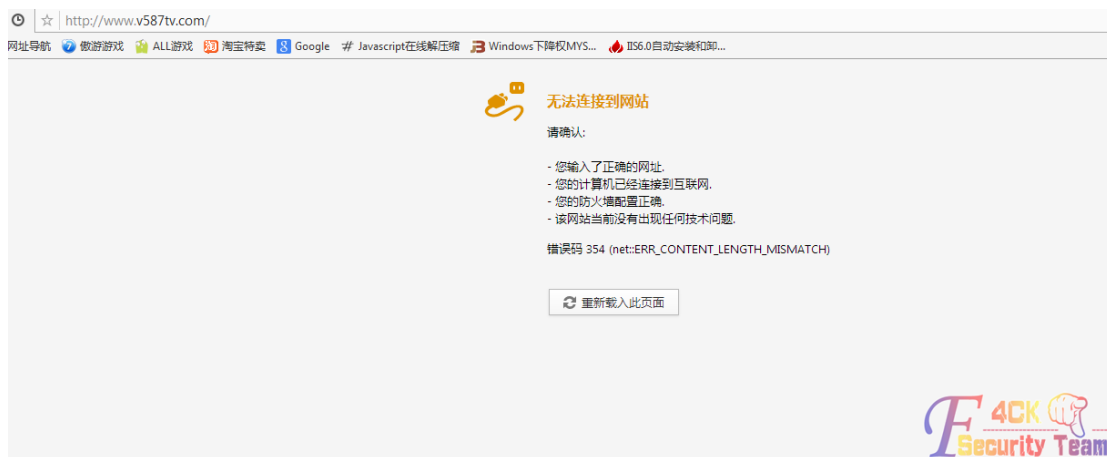 http://www.v587tv.com/
网址导航 傲游游戏 ALL游戏 淘宝特卖 Google # Javascript在线解压缩 Windows下降权MYS... IIS6.0自动安装和卸...
无法连接到网站
请确认:
- 您输入了正确的网址.
- 您的计算机已经连接到互联网.
- 您的防火墙配置正确.
- 该网站当前没有出现任何技术问题.
错误码 354 (net::ERR_CONTENT_LENGTH_MISMATCH)
重新载入此页面
F4CK
Security Team